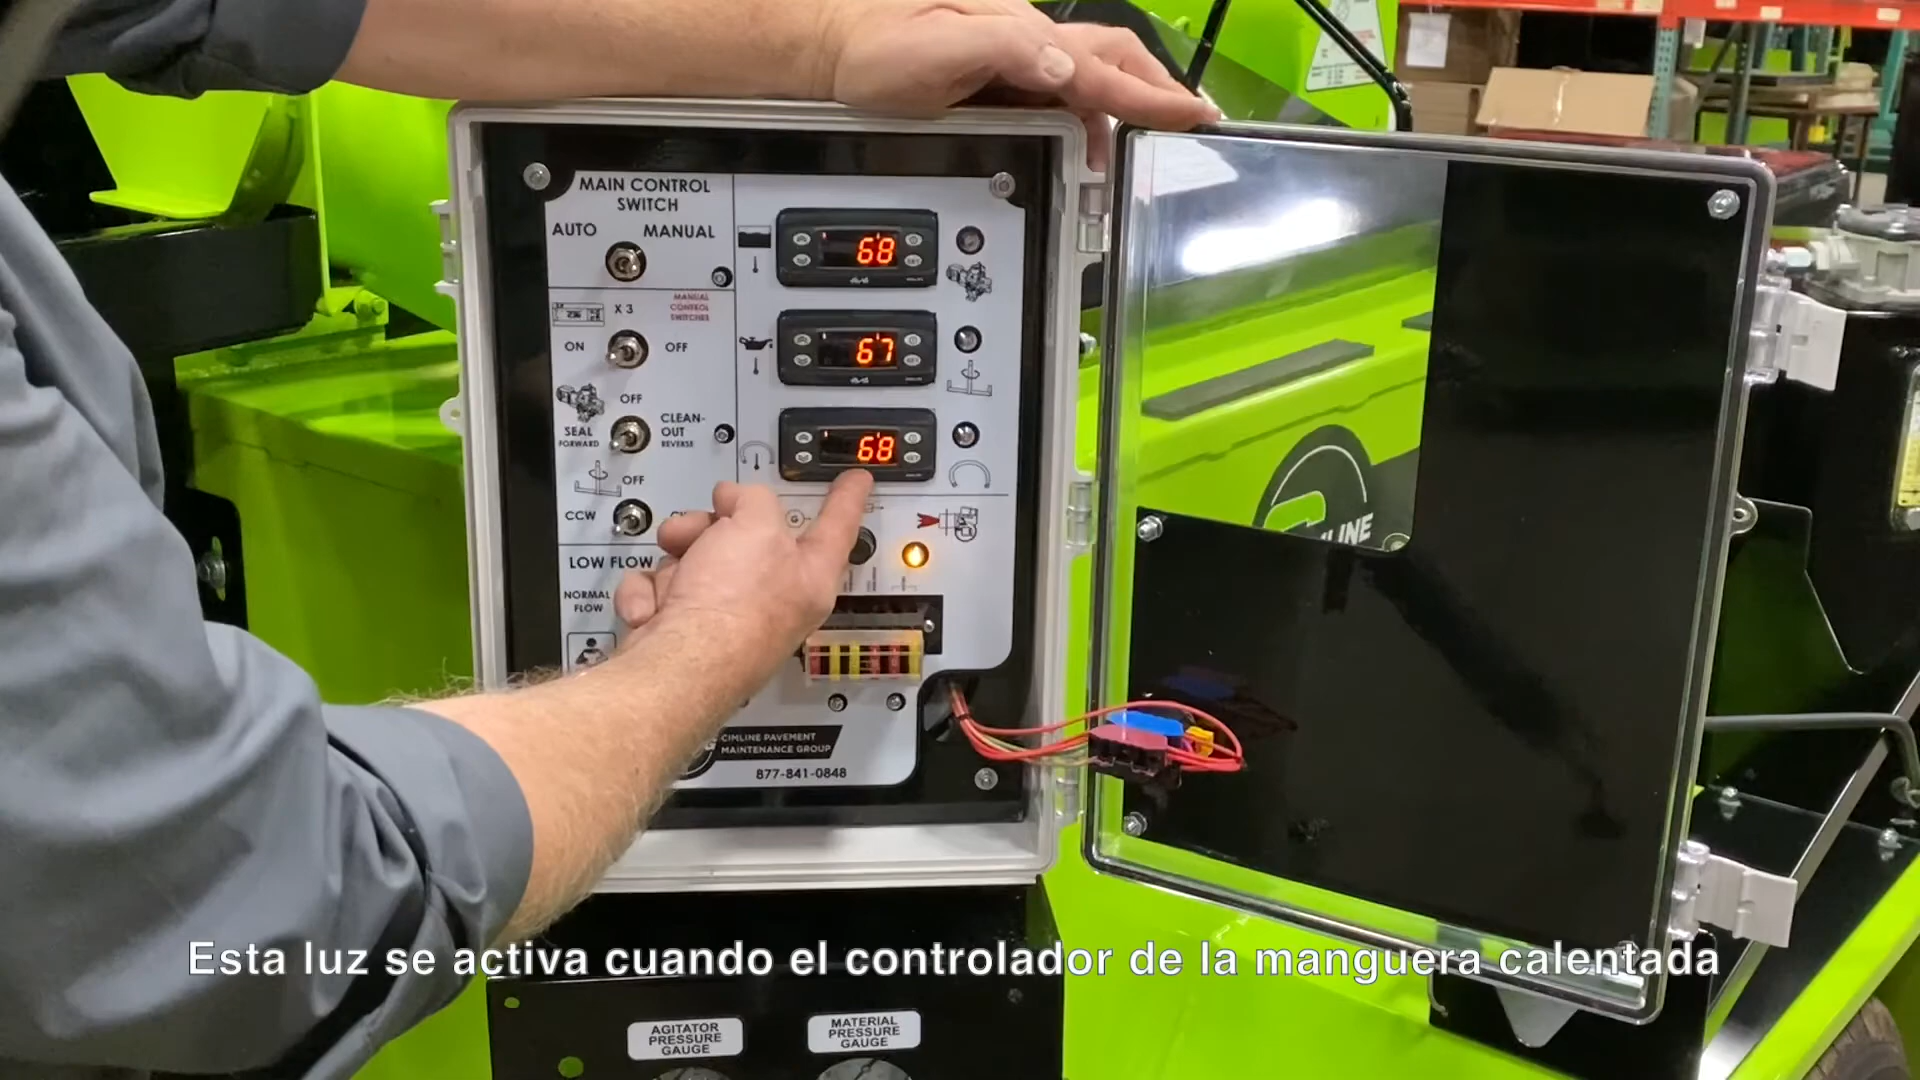 MAIN CONTROL
SWITCH
AUTO
MANUAL
68
X 3
MANUAL
CONTROL
SWITCHES
ON
OFF
67
OFF
SEAL
FORWARD
CLEAN-
OUT
REVERSE
68
OFF
CCW
LOW FLOW
NORMAL
FLOW
CIMLINE PAVEMENT
MAINTENANCE GROUP
877-841-0848
Esta luz se activa cuando el controlador de la manguera calentada
AGITATOR
PRESSURE
GAUGE
MATERIAL
PRESSURE
GAUGE